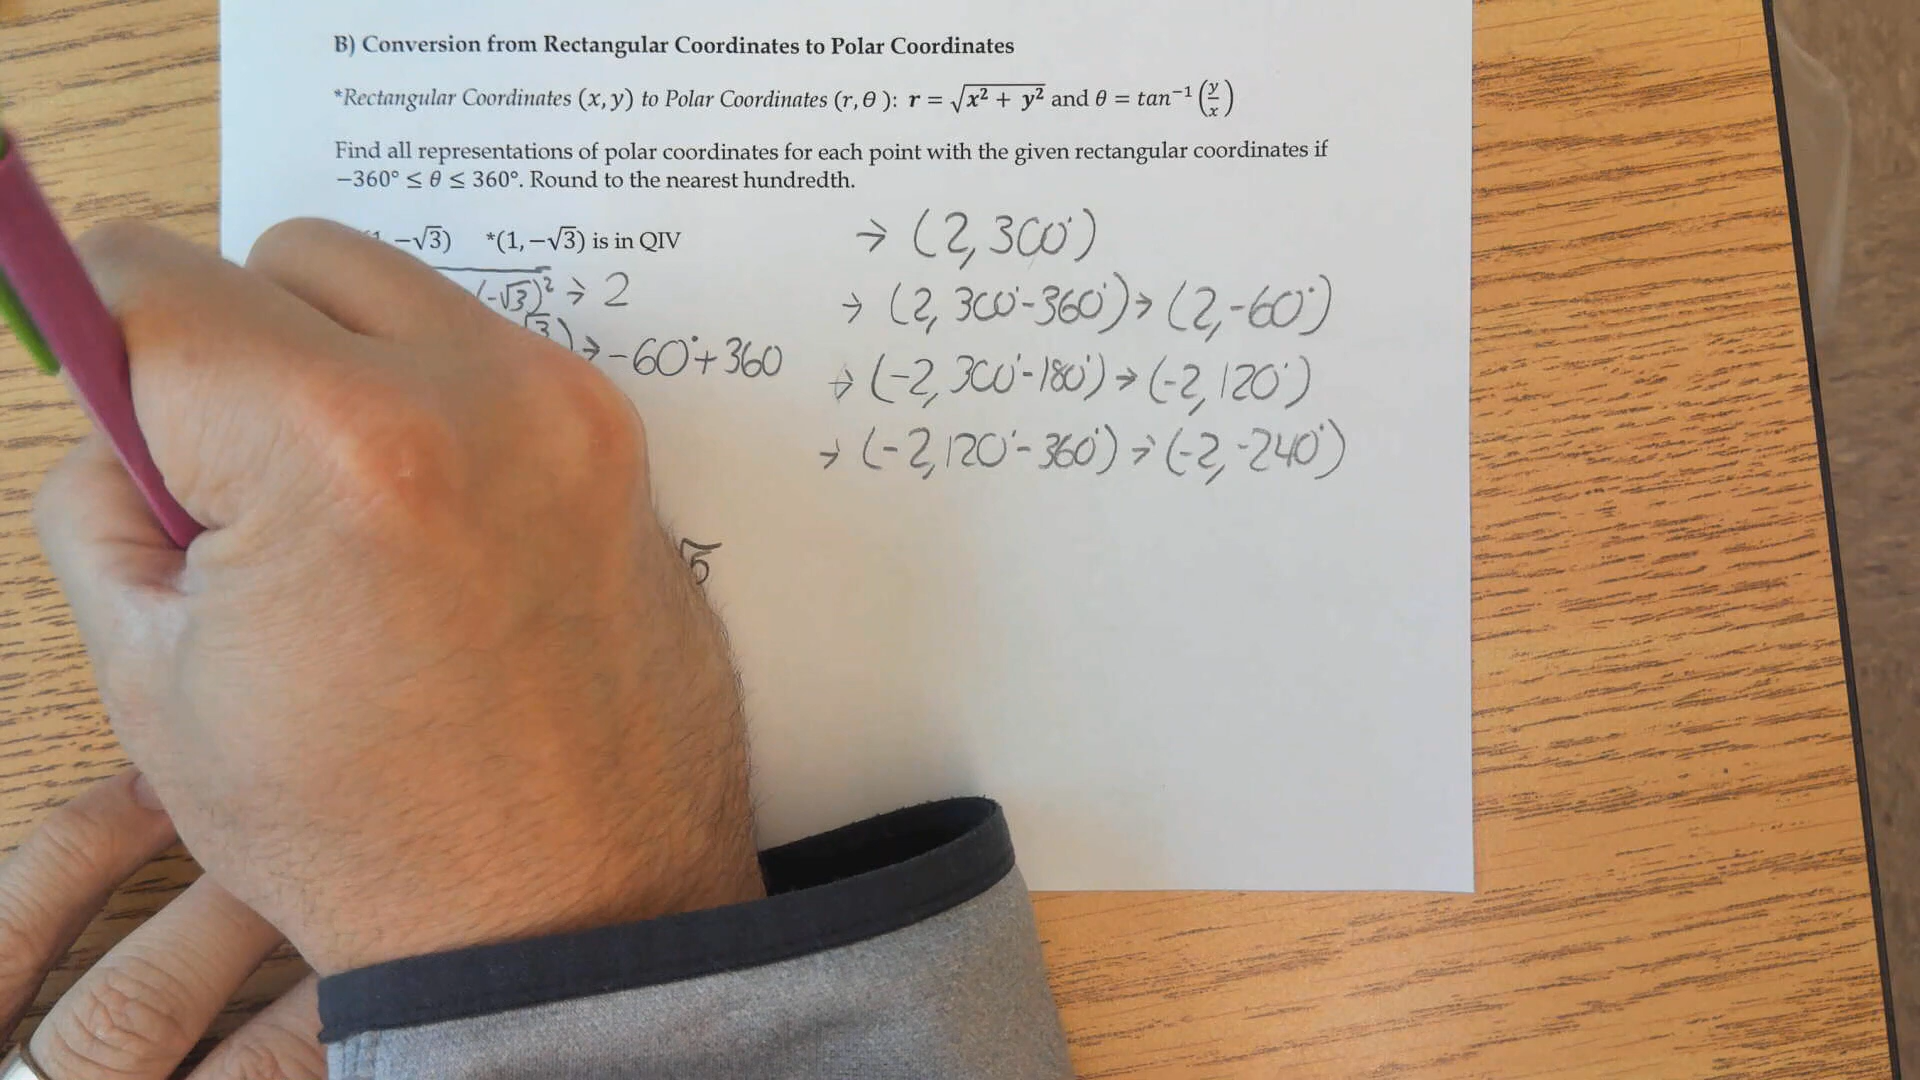 B) Conversion from Rectangular Coordinates to Polar Coordinates
*Rectangular Coordinates (x, y) to Polar Coordinates (r, θ ): r = √(x² + y²) and θ = tan⁻¹ (y/x)
Find all representations of polar coordinates for each point with the given rectangular coordinates if
−360° ≤ θ ≤ 360°. Round to the nearest hundredth.
−√3) *(1, −√3) is in QIV
(-√3)² → 2
√3) → -60°+360
→ (2, 300°)
→ (2, 300°-360°) → (2, -60°)
→ (-2, 300°-180°) → (-2, 120°)
→ (-2, 120°-360°) → (-2, -240°)